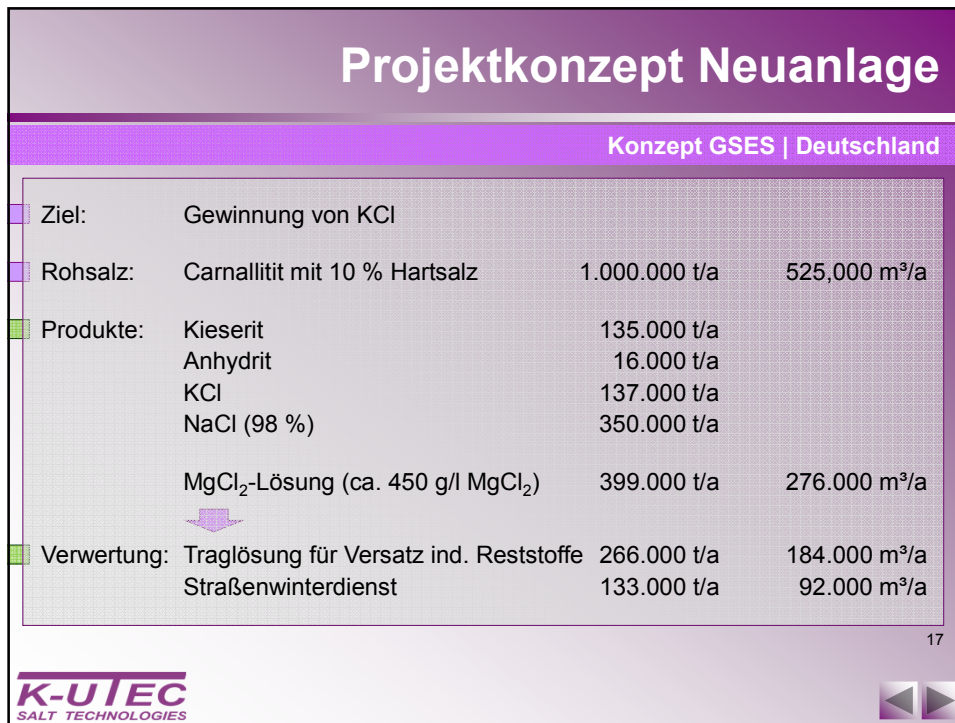 Projektkonzept Neuanlage
Konzept GSES | Deutschland
Ziel: Gewinnung von KCl
Rohsalz: Carnallitit mit 10 % Hartsalz 1.000.000 t/a 525,000 m³/a
Produkte: Kieserit 135.000 t/a
Anhydrit 16.000 t/a
KCl 137.000 t/a
NaCl (98 %) 350.000 t/a
MgCl₂-Lösung (ca. 450 g/l MgCl₂) 399.000 t/a 276.000 m³/a
Verwertung: Traglösung für Versatz ind. Reststoffe 266.000 t/a 184.000 m³/a
Straßenwinterdienst 133.000 t/a 92.000 m³/a
17
K-UTEC
SALT TECHNOLOGIES